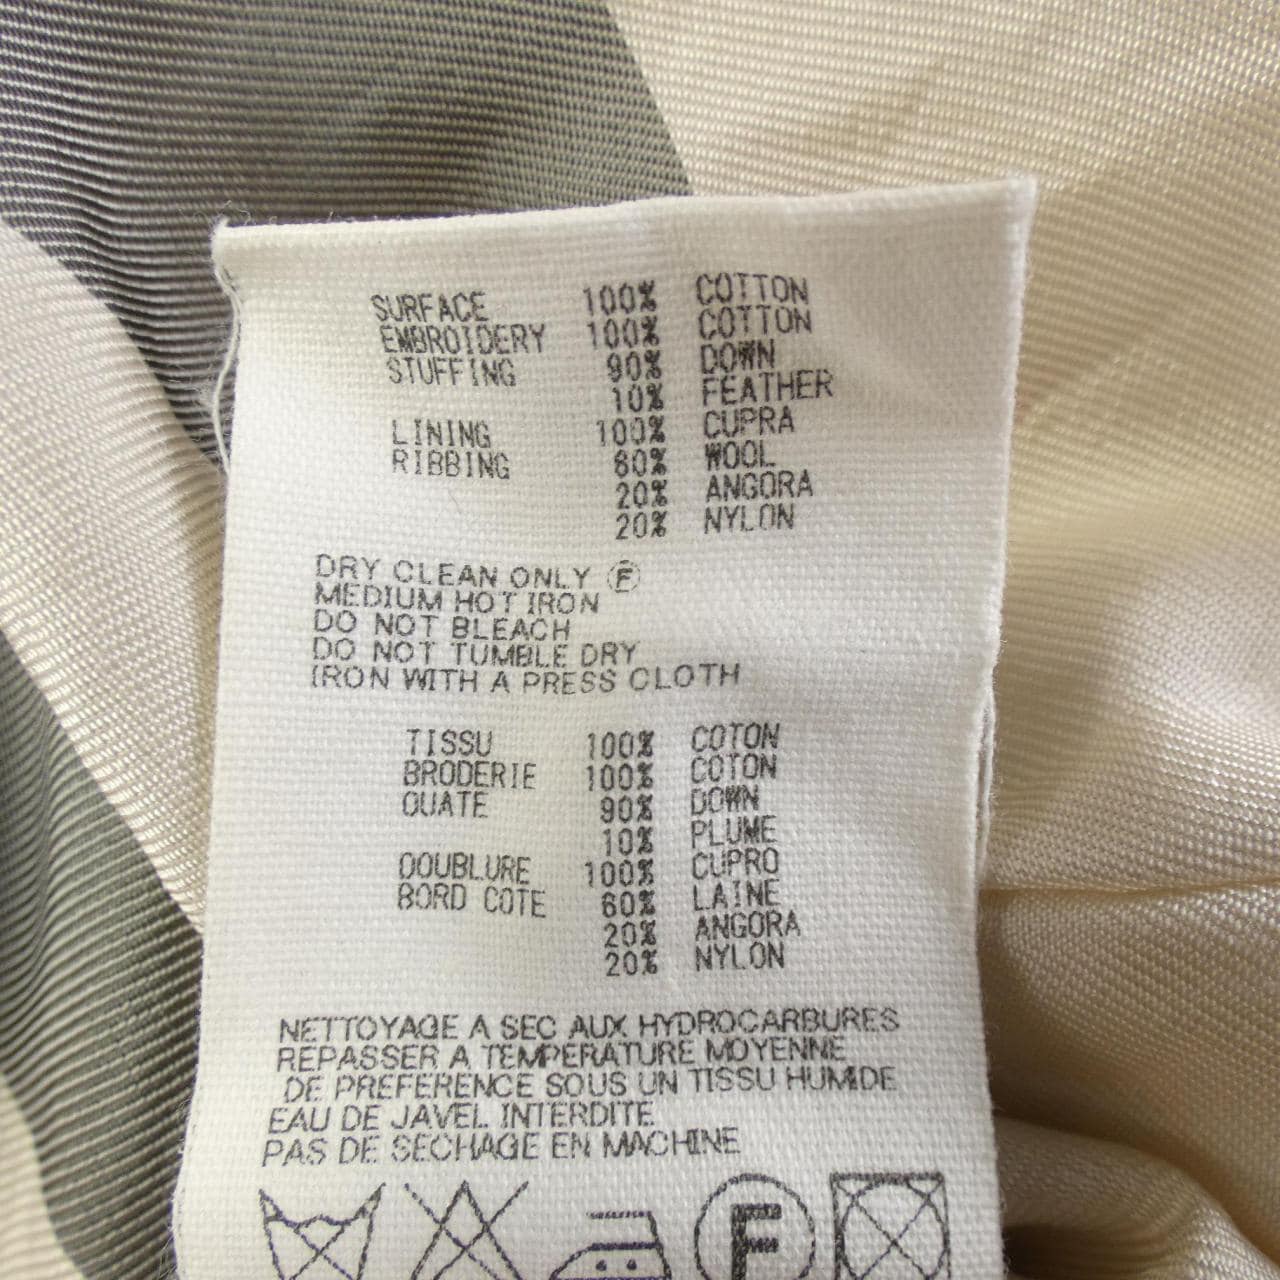 SURFACE 100% COTTON
EMBROIDERY 100% COTTON
STUFFING 90% DOWN
10% FEATHER
LINING 100% CUPRA
RIBBING 60% WOOL
20% ANGORA
20% NYLON
DRY CLEAN ONLY Ⓕ
MEDIUM HOT IRON
DO NOT BLEACH
DO NOT TUMBLE DRY
IRON WITH A PRESS CLOTH
TISSU 100% COTON
BRODERIE 100% COTON
OUATE 90% DOWN
10% PLUME
DOUBLURE 100% CUPRO
BORD COTE 60% LAINE
20% ANGORA
20% NYLON
NETTOYAGE A SEC AUX HYDROCARBURES
REPASSER A TEMPERATURE MOYENNE
DE PREFERENCE SOUS UN TISSU HUMIDE
EAU DE JAVEL INTERDITE
PAS DE SECHAGE EN MACHINE
F